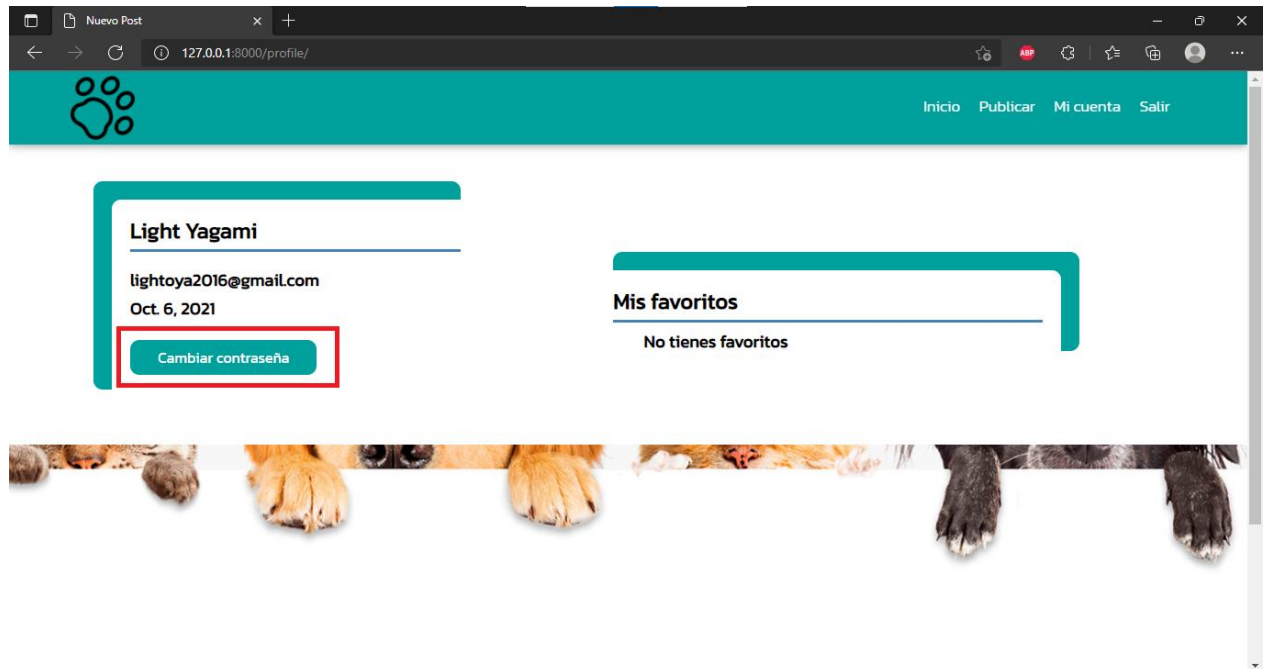 Nuevo Post
127.0.0.1:8000/profile/
ABP
Inicio Publicar Mi cuenta Salir
Light Yagami
lightoya2016@gmail.com
Oct. 6, 2021
Cambiar contraseña
Mis favoritos
No tienes favoritos